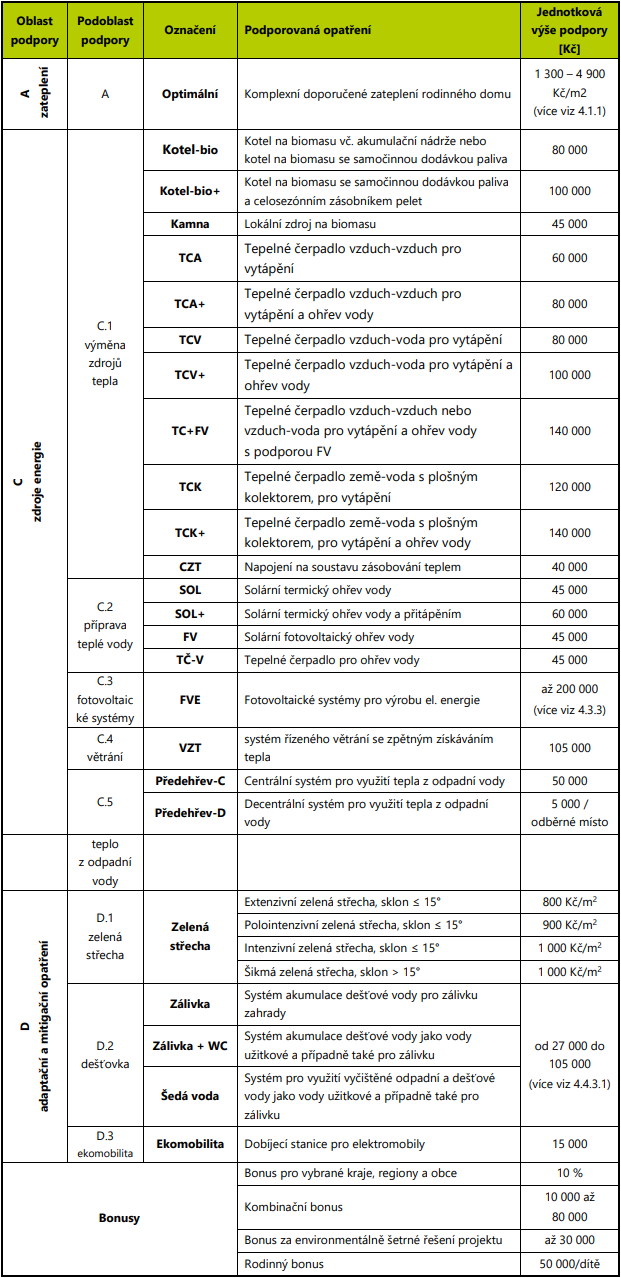 Oblast
podpory
Podoblast
podpory
Označení
Podporovaná opatření
Jednotková
výše podpory
[Kč]
A
zateplení
A
Optimální
Komplexní doporučené zateplení rodinného domu
1 300 – 4 900
Kč/m2
(více viz 4.1.1)
C
zdroje energie
C.1
výměna
zdrojů
tepla
Kotel-bio
Kotel na biomasu vč. akumulační nádrže nebo
kotel na biomasu se samočinnou dodávkou paliva
80 000
Kotel-bio+
Kotel na biomasu se samočinnou dodávkou paliva
a celosezónním zásobníkem pelet
100 000
Kamna
Lokální zdroj na biomasu
45 000
TCA
Tepelné čerpadlo vzduch-vzduch pro
vytápění
60 000
TCA+
Tepelné čerpadlo vzduch-vzduch pro
vytápění a ohřev vody
80 000
TCV
Tepelné čerpadlo vzduch-voda pro vytápění
80 000
TCV+
Tepelné čerpadlo vzduch-voda pro vytápění a
ohřev vody
100 000
TC+FV
Tepelné čerpadlo vzduch-vzduch nebo
vzduch-voda pro vytápění a ohřev vody
s podporou FV
140 000
TCK
Tepelné čerpadlo země-voda s plošným
kolektorem, pro vytápění
120 000
TCK+
Tepelné čerpadlo země-voda s plošným
kolektorem, pro vytápění a ohřev vody
140 000
CZT
Napojení na soustavu zásobování teplem
40 000
C.2
příprava
teplé vody
SOL
Solární termický ohřev vody
45 000
SOL+
Solární termický ohřev vody a přitápěním
60 000
FV
Solární fotovoltaický ohřev vody
45 000
TČ-V
Tepelné čerpadlo pro ohřev vody
45 000
C.3
fotovoltaic
ké systémy
FVE
Fotovoltaické systémy pro výrobu el. energie
až 200 000
(více viz 4.3.3)
C.4
větrání
VZT
systém řízeného větrání se zpětným získáváním
tepla
105 000
C.5
Předehřev-C
Centrální systém pro využití tepla z odpadní vody
50 000
Předehřev-D
Decentrální systém pro využití tepla z odpadní
vody
5 000 /
odběrné místo
teplo
z odpadní
vody
D
adaptační a mitigační opatření
D.1
zelená
střecha
Zelená
střecha
Extenzivní zelená střecha, sklon ≤ 15°
800 Kč/m²
Polointenzivní zelená střecha, sklon ≤ 15°
900 Kč/m²
Intenzivní zelená střecha, sklon ≤ 15°
1 000 Kč/m²
Šikmá zelená střecha, sklon > 15°
1 000 Kč/m²
D.2
dešťovka
Zálivka
Systém akumulace dešťové vody pro zálivku
zahrady
Zálivka + WC
Systém akumulace dešťové vody jako vody
užitkové a případně také pro zálivku
Šedá voda
Systém pro využití vyčištěné odpadní a dešťové
vody jako vody užitkové a případně také pro
zálivku
od 27 000 do
105 000
(více viz 4.4.3.1)
D.3
ekomobilita
Ekomobilita
Dobíjecí stanice pro elektromobily
15 000
Bonusy
Bonus pro vybrané kraje, regiony a obce
10 %
Kombinační bonus
10 000 až
80 000
Bonus za environmentálně šetrné řešení projektu
až 30 000
Rodinný bonus
50 000/dítě